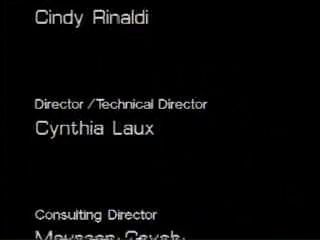 Cindy Rinaldi
Director/Technical Director
Cynthia Laux
Consulting Director